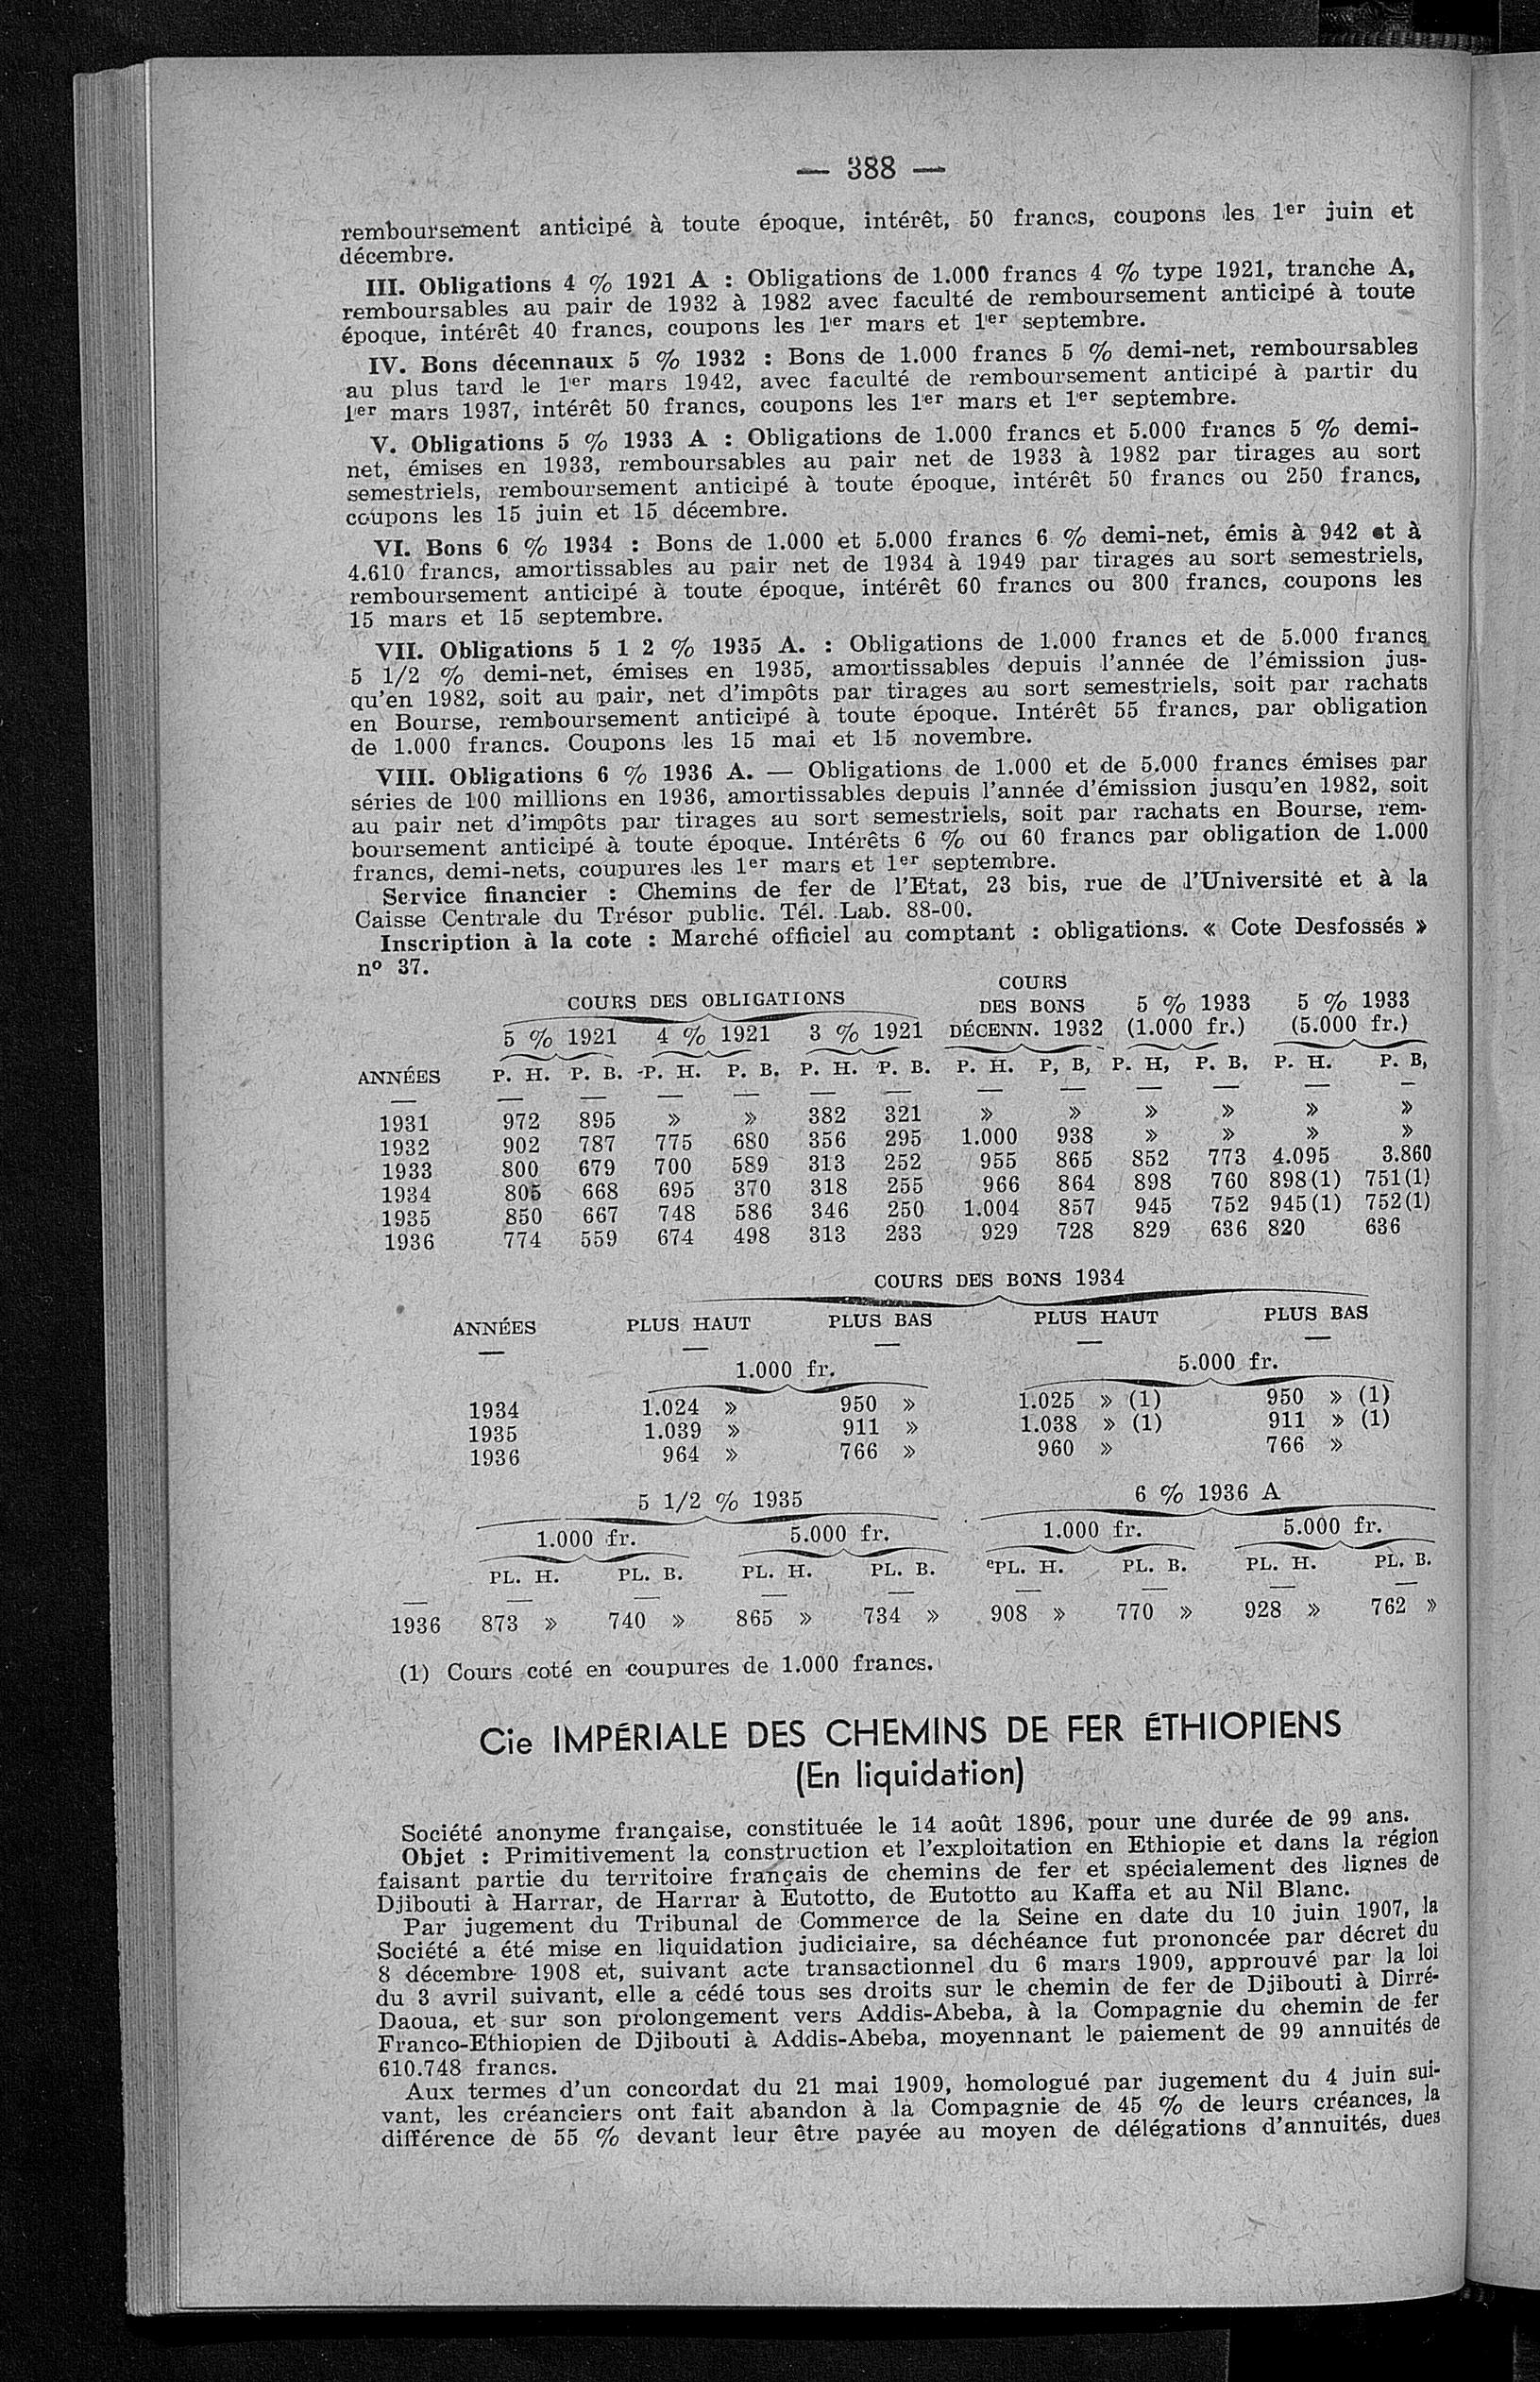 — 388 —
remboursement anticipé à toute époque, intérêt, 50 francs, coupons les 1er juin et
décembre.
III. Obligations 4 % 1921 A : Obligations de 1.000 francs 4 % type 1921, tranche A,
remboursables au pair de 1932 à 1982 avec faculté de remboursement anticipé à toute
époque, intérêt 40 francs, coupons les 1er mars et 1er septembre.
IV. Bons décennaux 5 % 1932 : Bons de 1.000 francs 5 % demi-net, remboursables
au plus tard le 1er mars 1942, avec faculté de remboursement anticipé à partir du
1er mars 1937, intérêt 50 francs, coupons les 1er mars et 1er septembre.
V. Obligations 5 % 1933 A : Obligations de 1.000 francs et 5.000 francs 5 % demi-
net, émises en 1933, remboursables au pair net de 1933 à 1982 par tirages au sort
semestriels, remboursement anticipé à toute époque, intérêt 50 francs ou 250 francs,
coupons les 15 juin et 15 décembre.
VI. Bons 6 % 1934 : Bons de 1.000 et 5.000 francs 6 % demi-net, émis à 942 et à
4.610 francs, amortissables au pair net de 1934 à 1949 par tirages au sort semestriels,
remboursement anticipé à toute époque, intérêt 60 francs ou 300 francs, coupons les
15 mars et 15 septembre.
VII. Obligations 5 1 2 % 1935 A. : Obligations de 1.000 francs et de 5.000 francs
5 1/2 % demi-net, émises en 1935, amortissables depuis l'année de l'émission jus-
qu'en 1982, soit au pair, net d'impôts par tirages au sort semestriels, soit par rachats
en Bourse, remboursement anticipé à toute époque. Intérêt 55 francs, par obligation
de 1.000 francs. Coupons les 15 mai et 15 novembre.
VIII. Obligations 6 % 1936 A. — Obligations de 1.000 et de 5.000 francs émises par
séries de 100 millions en 1936, amortissables depuis l'année d'émission jusqu'en 1982, soit
au pair net d'impôts par tirages au sort semestriels, soit par rachats en Bourse, rem-
boursement anticipé à toute époque. Intérêts 6 % ou 60 francs par obligation de 1.000
francs, demi-nets, coupures les 1er mars et 1er septembre.
Service financier : Chemins de fer de l'Etat, 23 bis, rue de l'Université et à la
Caisse Centrale du Trésor public. Tél. Lab. 88-00.
Inscription à la cote : Marché officiel au comptant : obligations. « Cote Desfossés »
nº 37.
COURS DES OBLIGATIONS COURS DES BONS DÉCENN. 1932 5 % 1933 (1.000 fr.) 5 % 1933 (5.000 fr.)
5 % 1921 4 % 1921 3 % 1921
ANNÉES P. H. P. B. P. H. P. B. P. H. P. B. P. H. P, B, P. H, P. B. P. H. P. B,
1931 972 895 » » 382 321 » » » » » »
1932 902 787 775 680 356 295 1.000 938 » » » »
1933 800 679 700 589 313 252 955 865 852 773 4.095 3.860
1934 805 668 695 370 318 255 966 864 898 760 898(1) 751(1)
1935 850 667 748 586 346 250 1.004 857 945 752 945(1) 752(1)
1936 774 559 674 498 313 233 929 728 829 636 820 636
COURS DES BONS 1934
ANNÉES PLUS HAUT PLUS BAS PLUS HAUT PLUS BAS
1.000 fr. 5.000 fr.
1934 1.024 » 950 » 1.025 » (1) 950 » (1)
1935 1.039 » 911 » 1.038 » (1) 911 » (1)
1936 964 » 766 » 960 » 766 »
5 1/2 % 1935 6 % 1936 A
1.000 fr. 5.000 fr. 1.000 fr. 5.000 fr.
PL. H. PL. B. PL. H. PL. B. ePL. H. PL. B. PL. H. PL. B.
1936 873 » 740 » 865 » 734 » 908 » 770 » 928 » 762 »
(1) Cours coté en coupures de 1.000 francs.
Cie IMPÉRIALE DES CHEMINS DE FER ÉTHIOPIENS
(En liquidation)
Société anonyme française, constituée le 14 août 1896, pour une durée de 99 ans.
Objet : Primitivement la construction et l'exploitation en Ethiopie et dans la région
faisant partie du territoire français de chemins de fer et spécialement des lignes de
Djibouti à Harrar, de Harrar à Eutotto, de Eutotto au Kaffa et au Nil Blanc.
Par jugement du Tribunal de Commerce de la Seine en date du 10 juin 1907, la
Société a été mise en liquidation judiciaire, sa déchéance fut prononcée par décret du
8 décembre 1908 et, suivant acte transactionnel du 6 mars 1909, approuvé par la loi
du 3 avril suivant, elle a cédé tous ses droits sur le chemin de fer de Djibouti à Dirré-
Daoua, et sur son prolongement vers Addis-Abeba, à la Compagnie du chemin de fer
Franco-Ethiopien de Djibouti à Addis-Abeba, moyennant le paiement de 99 annuités de
610.748 francs.
Aux termes d'un concordat du 21 mai 1909, homologué par jugement du 4 juin sui-
vant, les créanciers ont fait abandon à la Compagnie de 45 % de leurs créances, la
différence de 55 % devant leur être payée au moyen de délégations d'annuités, dues